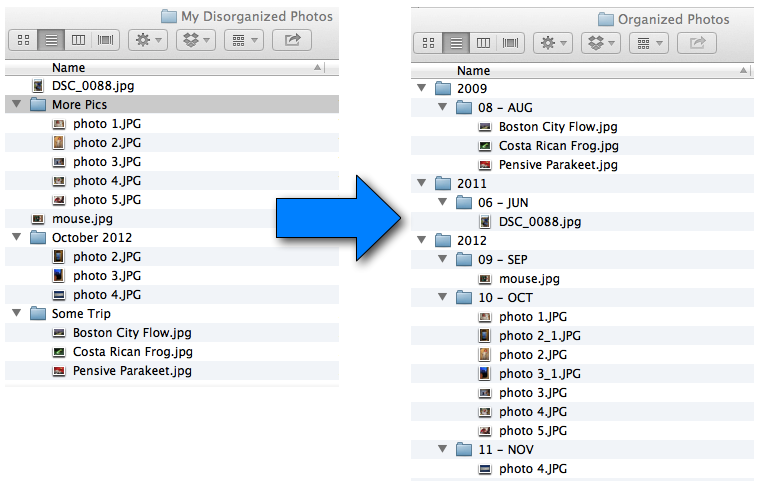 My Disorganized Photos
Name
DSC_0088.jpg
More Pics
photo 1.JPG
photo 2.JPG
photo 3.JPG
photo 4.JPG
photo 5.JPG
mouse.jpg
October 2012
photo 2.JPG
photo 3.JPG
photo 4.JPG
Some Trip
Boston City Flow.jpg
Costa Rican Frog.jpg
Pensive Parakeet.jpg
Organized Photos
Name
2009
08 – AUG
Boston City Flow.jpg
Costa Rican Frog.jpg
Pensive Parakeet.jpg
2011
06 – JUN
DSC_0088.jpg
2012
09 – SEP
mouse.jpg
10 – OCT
photo 1.JPG
photo 2_1.JPG
photo 2.JPG
photo 3_1.JPG
photo 3.JPG
photo 4.JPG
photo 5.JPG
11 – NOV
photo 4.JPG